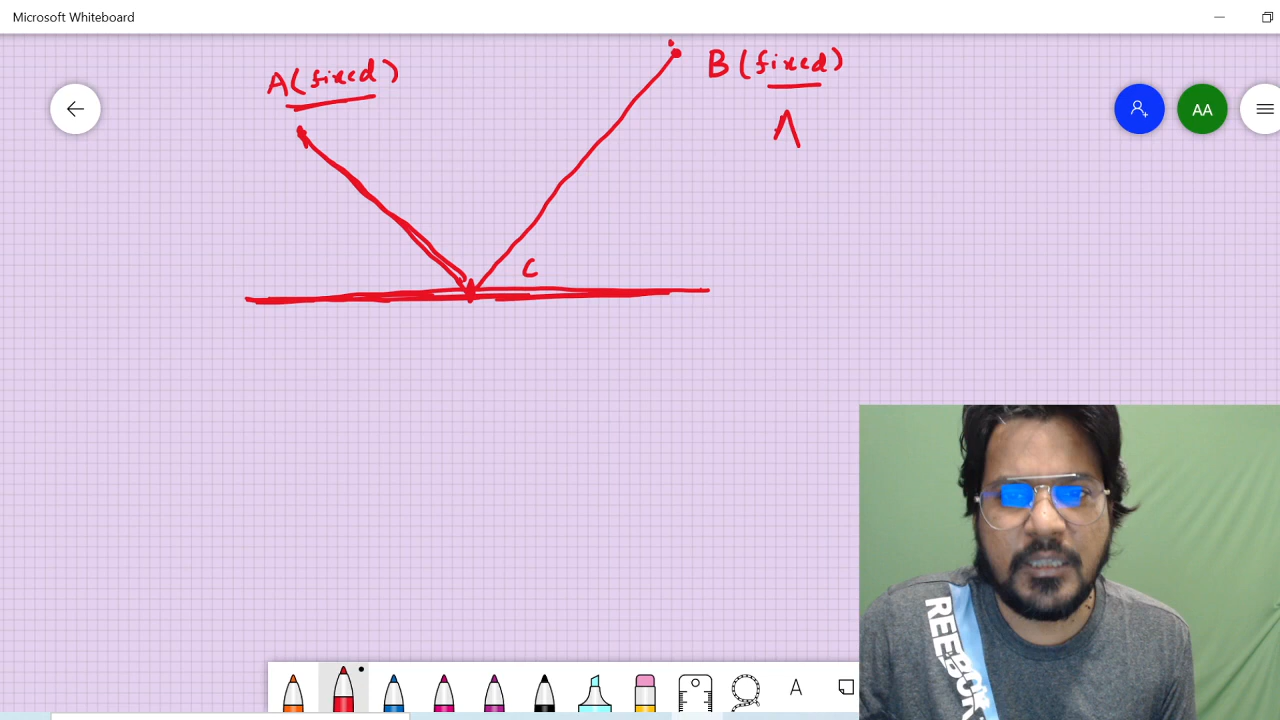 Microsoft Whiteboard
A (fixed)
B (fixed)
AA
C
A
REEBOK